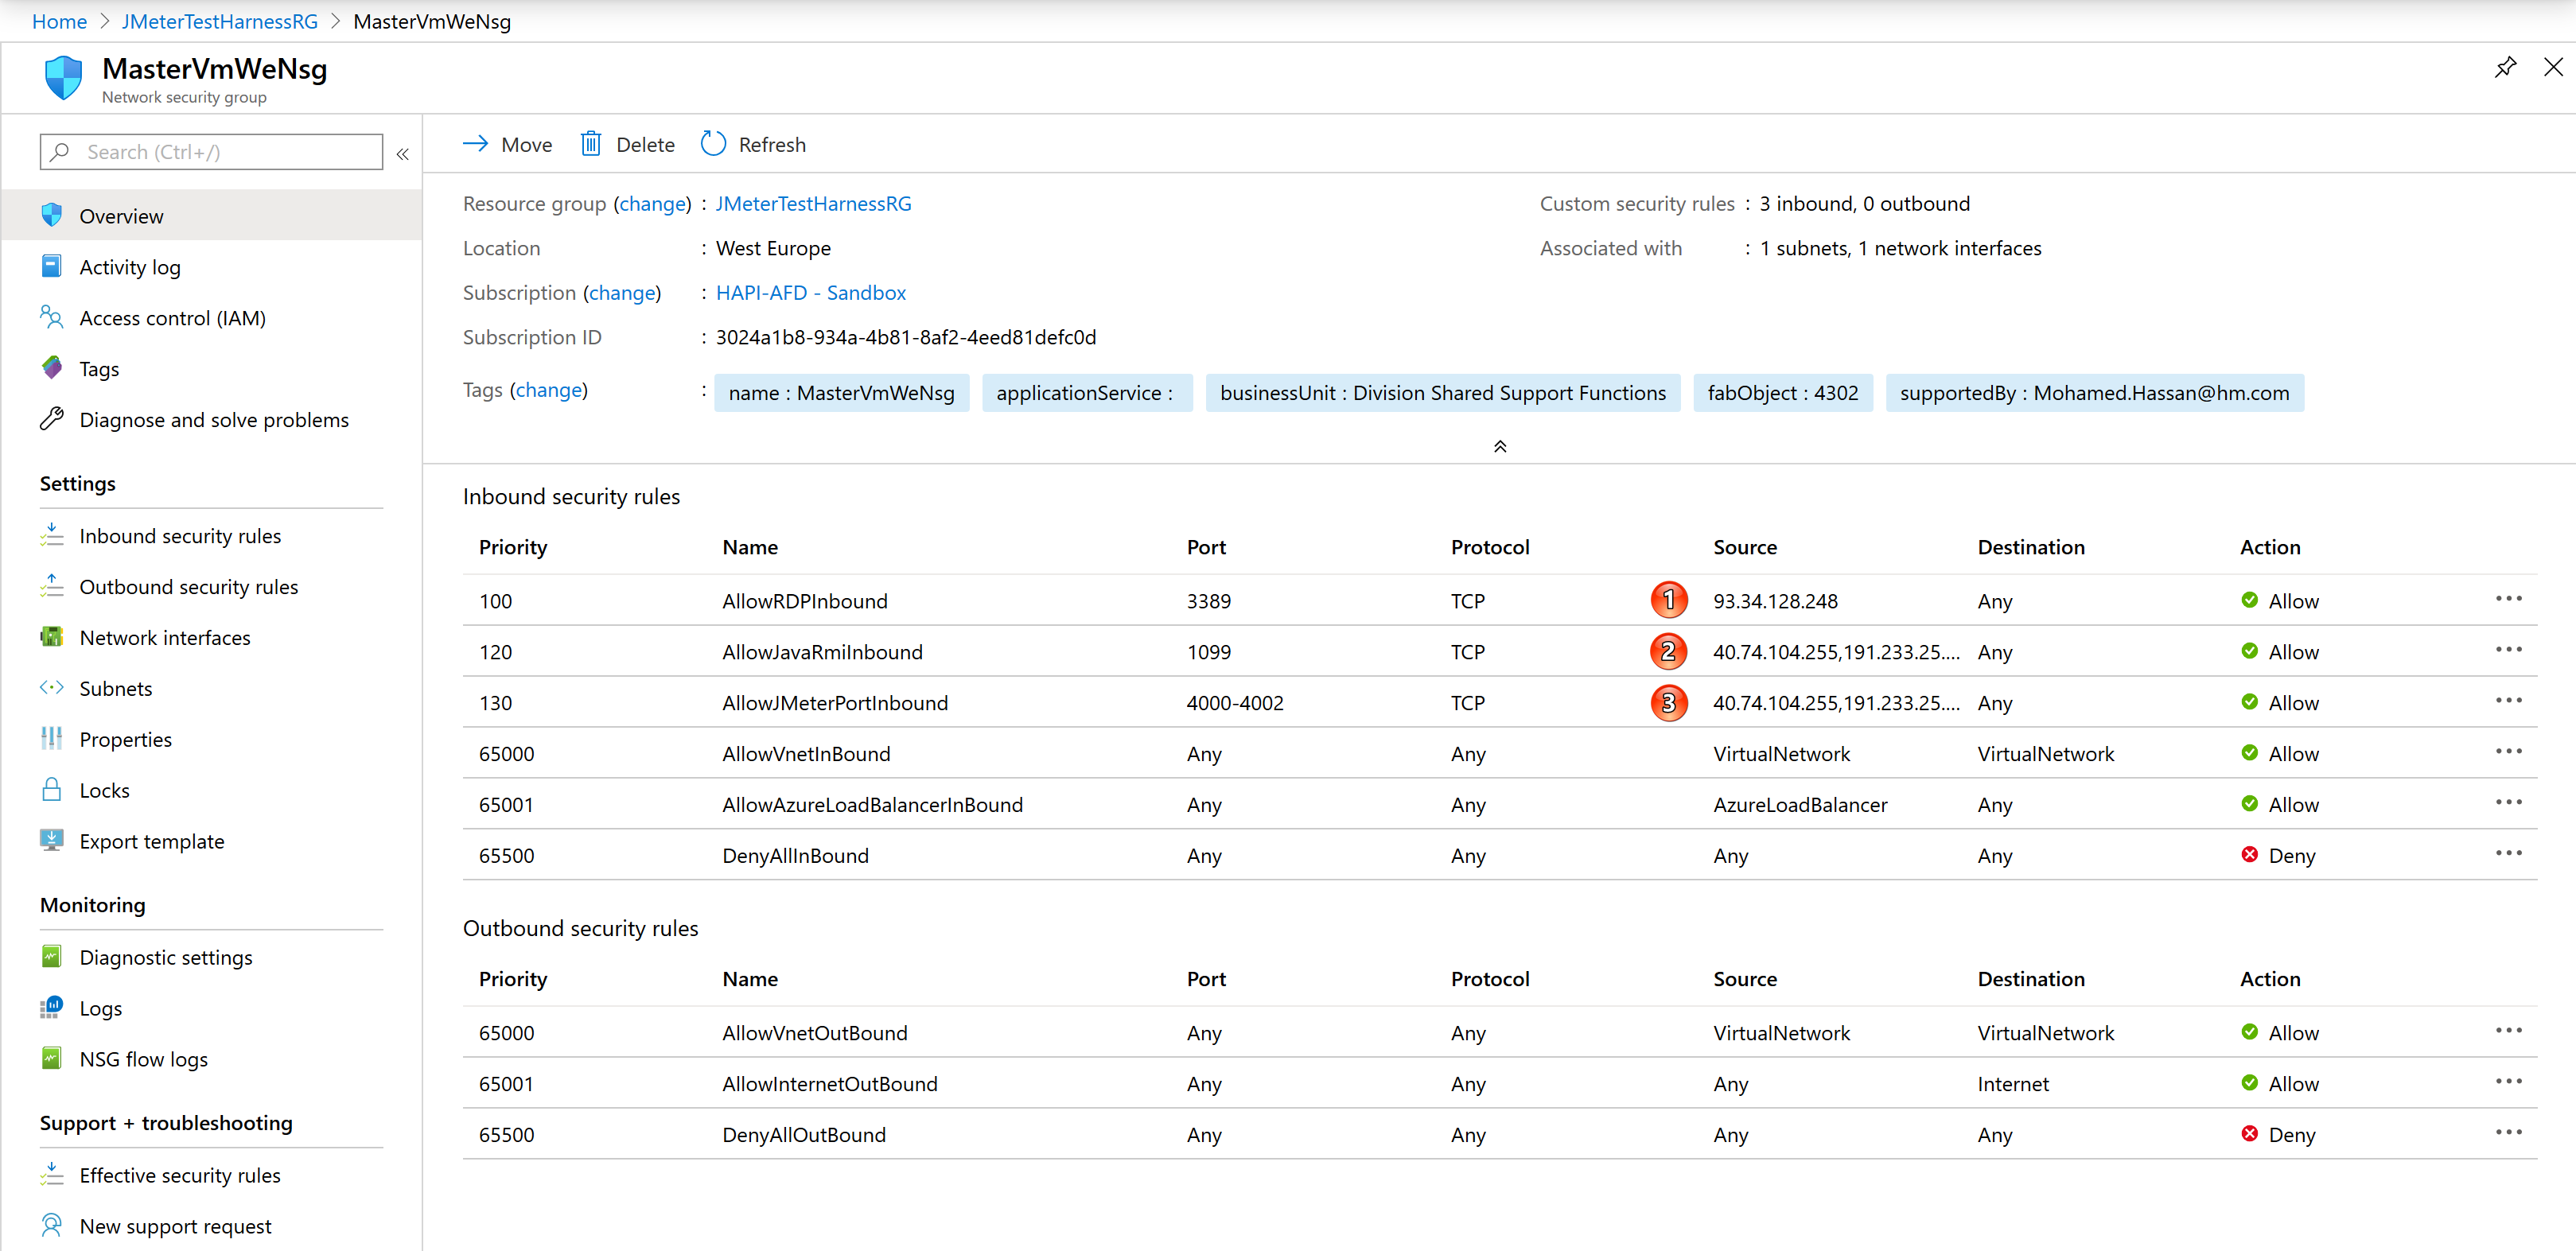 Home > JMeterTestHarnessRG > MasterVmWeNsg
MasterVmWeNsg
Network security group
Search (Ctrl+/) «
Overview
Activity log
Access control (IAM)
Tags
Diagnose and solve problems
Settings
Inbound security rules
Outbound security rules
Network interfaces
Subnets
Properties
Locks
Export template
Monitoring
Diagnostic settings
Logs
NSG flow logs
Support + troubleshooting
Effective security rules
New support request
Move Delete Refresh
Resource group (change) : JMeterTestHarnessRG
Location : West Europe
Subscription (change) : HAPI-AFD - Sandbox
Subscription ID : 3024a1b8-934a-4b81-8af2-4eed81defc0d
Custom security rules : 3 inbound, 0 outbound
Associated with : 1 subnets, 1 network interfaces
Tags (change) : name : MasterVmWeNsg applicationService : businessUnit : Division Shared Support Functions fabObject : 4302 supportedBy : Mohamed.Hassan@hm.com
Inbound security rules
Priority Name Port Protocol Source Destination Action
100 AllowRDPInbound 3389 TCP 1 93.34.128.248 Any Allow ...
120 AllowJavaRmiInbound 1099 TCP 2 40.74.104.255,191.233.25.... Any Allow ...
130 AllowJMeterPortInbound 4000-4002 TCP 3 40.74.104.255,191.233.25.... Any Allow ...
65000 AllowVnetInBound Any Any VirtualNetwork VirtualNetwork Allow ...
65001 AllowAzureLoadBalancerInBound Any Any AzureLoadBalancer Any Allow ...
65500 DenyAllInBound Any Any Any Any Deny ...
Outbound security rules
Priority Name Port Protocol Source Destination Action
65000 AllowVnetOutBound Any Any VirtualNetwork VirtualNetwork Allow ...
65001 AllowInternetOutBound Any Any Any Internet Allow ...
65500 DenyAllOutBound Any Any Any Any Deny ...